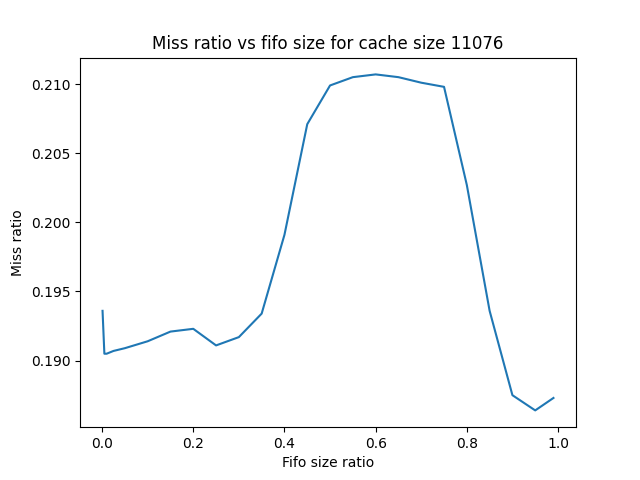 Miss ratio vs fifo size for cache size 11076
0.210
0.205
0.200
0.195
0.190
Miss ratio
0.0 0.2 0.4 0.6 0.8 1.0
Fifo size ratio